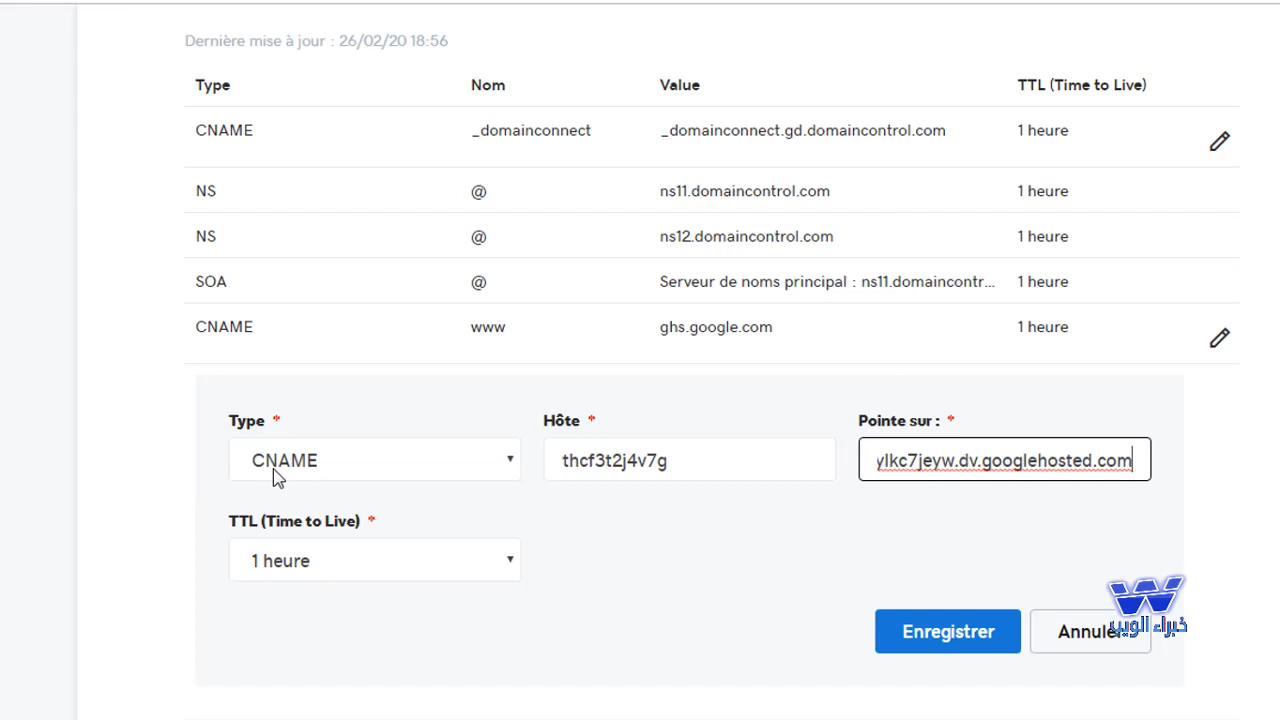 Dernière mise à jour : 26/02/20 18:56
Type Nom Value TTL (Time to Live)
CNAME _domainconnect _domainconnect.gd.domaincontrol.com 1 heure
NS @ ns11.domaincontrol.com 1 heure
NS @ ns12.domaincontrol.com 1 heure
SOA @ Serveur de noms principal : ns11.domaincontr... 1 heure
CNAME www ghs.google.com 1 heure
Type * Hôte * Pointe sur : *
CNAME thcf3t2j4v7g ylkc7jeyw.dv.googlehosted.com
TTL (Time to Live) *
1 heure
Enregistrer Annuler
خبراء الويب